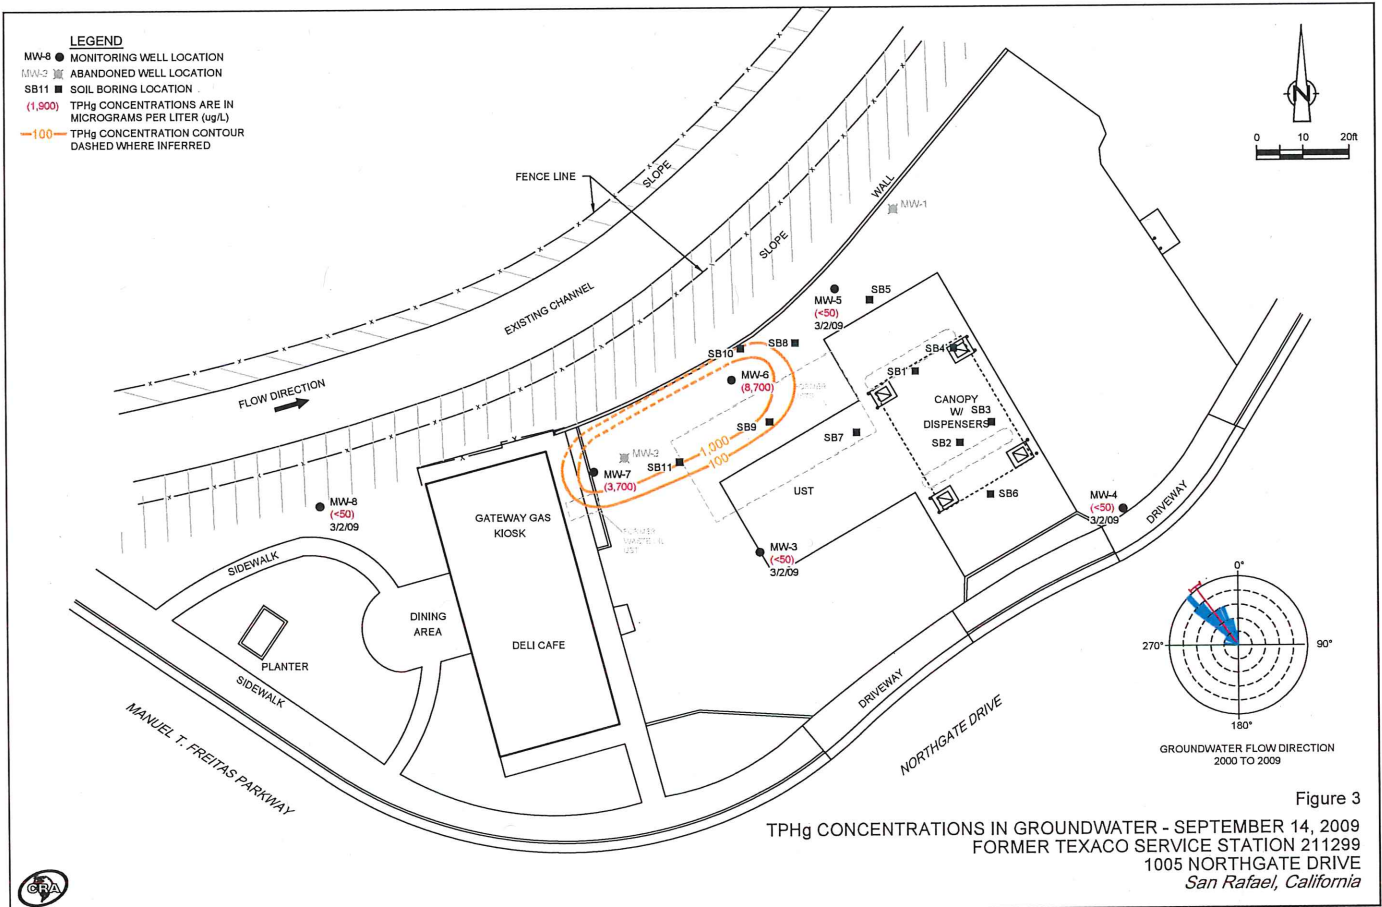 LEGEND
MW-8 MONITORING WELL LOCATION
MW-2 ABANDONED WELL LOCATION
SB11 SOIL BORING LOCATION
(1,900) TPHg CONCENTRATIONS ARE IN
MICROGRAMS PER LITER (ug/L)
100 TPHg CONCENTRATION CONTOUR
DASHED WHERE INFERRED
N
0 10 20ft
FENCE LINE
SLOPE
WALL
MW-1
SLOPE
EXISTING CHANNEL
FLOW DIRECTION
MW-5
(<50)
3/2/09
SB5
SB10
SB8
SB4
MW-6
(8,700)
SB1
CANOPY
W/
DISPENSERS
SB3
SB2
SB9
SB7
1,000
100
MW-2
SB11
MW-7
(3,700)
UST
SB6
MW-4
(<50)
3/2/09
DRIVEWAY
MW-8
(<50)
3/2/09
GATEWAY GAS
KIOSK
FORMER
WASTE OIL
UST
MW-3
(<50)
3/2/09
SIDEWALK
DINING
AREA
DELI CAFE
PLANTER
SIDEWALK
DRIVEWAY
MANUEL T. FREITAS PARKWAY
NORTHGATE DRIVE
0°
270°
90°
180°
GROUNDWATER FLOW DIRECTION
2000 TO 2009
Figure 3
TPHg CONCENTRATIONS IN GROUNDWATER - SEPTEMBER 14, 2009
FORMER TEXACO SERVICE STATION 211299
1005 NORTHGATE DRIVE
San Rafael, California
CRA